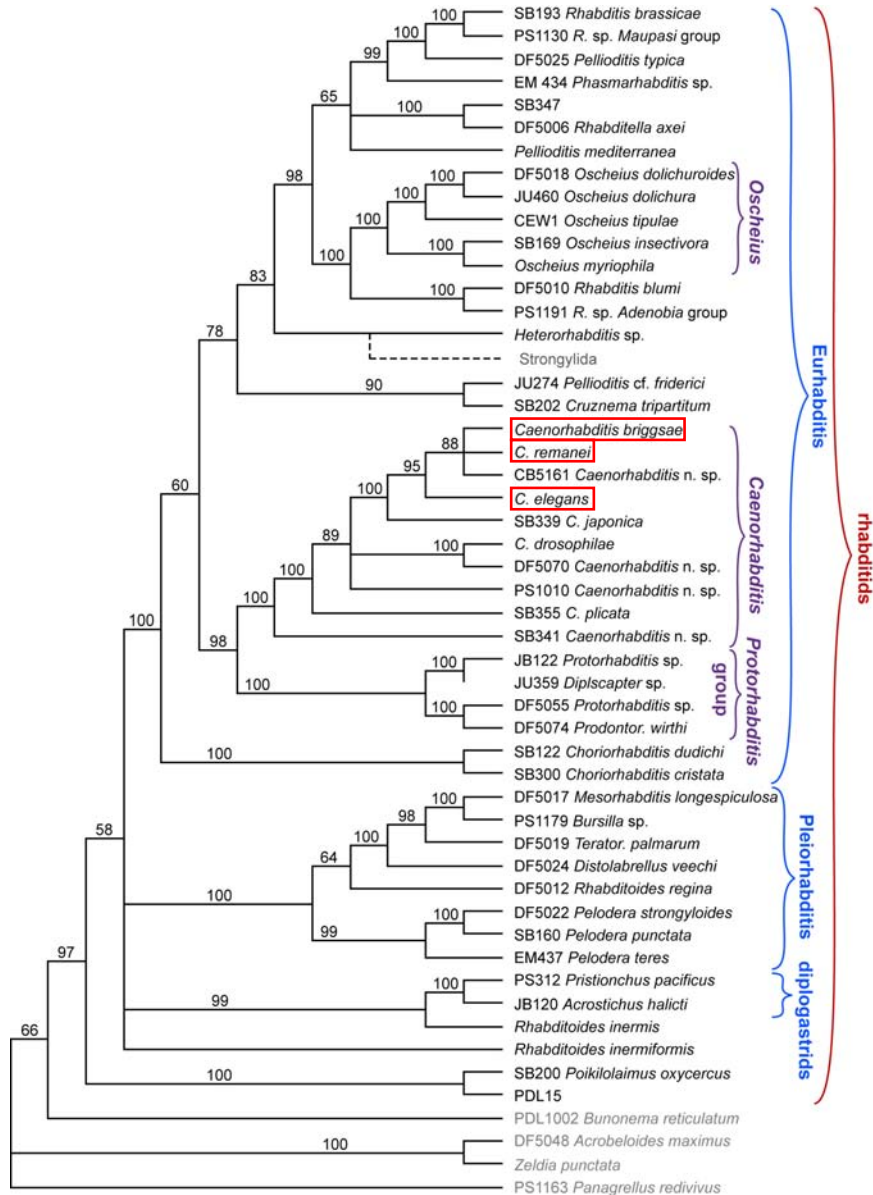 SB193 Rhabditis brassicae
PS1130 R. sp. Maupasi group
DF5025 Pellioditis typica
EM 434 Phasmarhabditis sp.
SB347
DF5006 Rhabditella axei
Pellioditis mediterranea
DF5018 Oscheius dolichuroides
JU460 Oscheius dolichura
CEW1 Oscheius tipulae
SB169 Oscheius insectivora
Oscheius myriophila
DF5010 Rhabditis blumi
PS1191 R. sp. Adenobia group
Heterorhabditis sp.
Strongylida
JU274 Pellioditis cf. friderici
SB202 Cruznema tripartitum
Caenorhabditis briggsae
C. remanei
CB5161 Caenorhabditis n. sp.
C. elegans
SB339 C. japonica
C. drosophilae
DF5070 Caenorhabditis n. sp.
PS1010 Caenorhabditis n. sp.
SB355 C. plicata
SB341 Caenorhabditis n. sp.
JB122 Protorhabditis sp.
JU359 Diplscapter sp.
DF5055 Protorhabditis sp.
DF5074 Prodontor. wirthi
SB122 Choriorhabditis dudichi
SB300 Choriorhabditis cristata
DF5017 Mesorhabditis longespiculosa
PS1179 Bursilla sp.
DF5019 Terator. palmarum
DF5024 Distolabrellus veechi
DF5012 Rhabditoides regina
DF5022 Pelodera strongyloides
SB160 Pelodera punctata
EM437 Pelodera teres
PS312 Pristionchus pacificus
JB120 Acrostichus halicti
Rhabditoides inermis
Rhabditoides inermiformis
SB200 Poikilolaimus oxycercus
PDL15
PDL1002 Bunonema reticulatum
DF5048 Acrobeloides maximus
Zeldia punctata
PS1163 Panagrellus redivivus
100
100
99
65
100
98
100
100
100
100
100
100
83
78
90
88
95
100
60
89
100
100
100
98
100
100
100
100
100
100
98
100
58
64
100
100
99
97
100
99
66
100
100
Oscheius
Caenorhabditis
Protorhabditis
group
Eurhabditis
Pleiorhabditis
diplogastrids
rhabditids